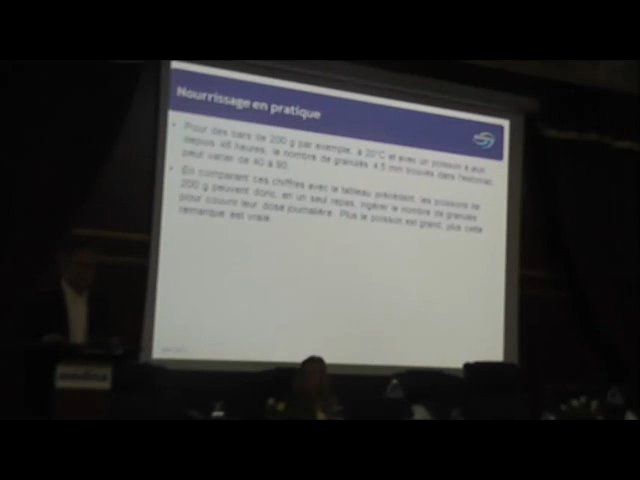 Nourrissage en pratique
• Pour des bars de 200 g par exemple, à 20°C et avec un poisson à jeun
depuis 48 heures, le nombre de granulés 4.5 mm trouvés dans l'estomac
peut varier de 40 à 90.
• En comparant ces chiffres avec le tableau précédent, les poissons de
200 g peuvent donc, en un seul repas, ingérer le nombre de granulés
pour couvrir leur dose journalière. Plus le poisson est grand, plus cette
remarque est vraie.